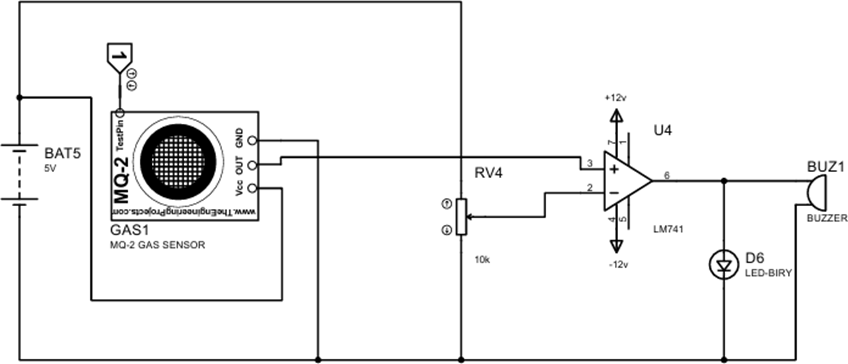 1
BAT5
5V
TestPin
MQ-2
GND
OUT
Vcc
www.TheEngineeringProjects.com
GAS1
MQ-2 GAS SENSOR
RV4
10k
+12v
7
1
U4
3
+
2
-
6
4
5
LM741
-12v
BUZ1
BUZZER
D6
LED-BIRY